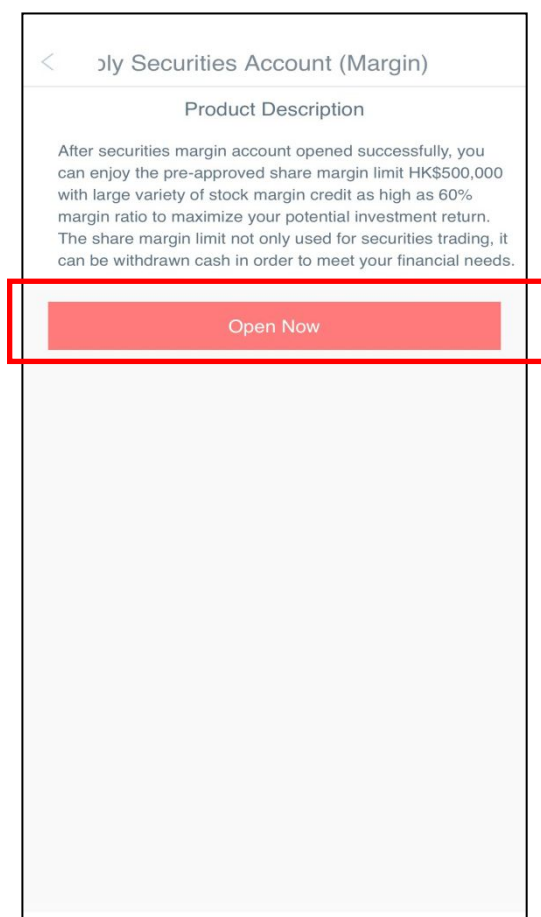 ply Securities Account (Margin)
Product Description
After securities margin account opened successfully, you
can enjoy the pre-approved share margin limit HK$500,000
with large variety of stock margin credit as high as 60%
margin ratio to maximize your potential investment return.
The share margin limit not only used for securities trading, it
can be withdrawn cash in order to meet your financial needs.
Open Now